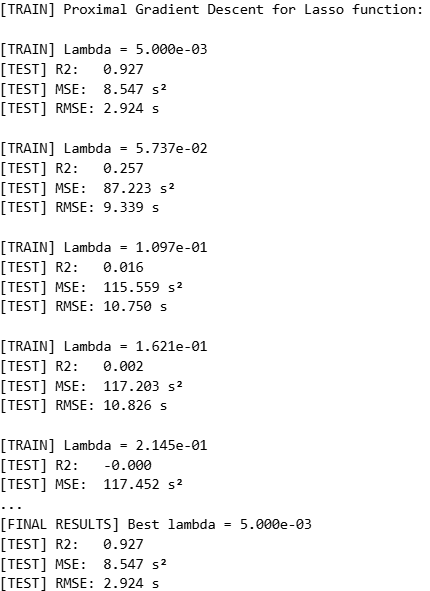 [TRAIN] Proximal Gradient Descent for Lasso function:
[TRAIN] Lambda = 5.000e-03
[TEST] R2:   0.927
[TEST] MSE:  8.547 s²
[TEST] RMSE: 2.924 s
[TRAIN] Lambda = 5.737e-02
[TEST] R2:   0.257
[TEST] MSE:  87.223 s²
[TEST] RMSE: 9.339 s
[TRAIN] Lambda = 1.097e-01
[TEST] R2:   0.016
[TEST] MSE:  115.559 s²
[TEST] RMSE: 10.750 s
[TRAIN] Lambda = 1.621e-01
[TEST] R2:   0.002
[TEST] MSE:  117.203 s²
[TEST] RMSE: 10.826 s
[TRAIN] Lambda = 2.145e-01
[TEST] R2:   -0.000
[TEST] MSE:  117.452 s²
...
[FINAL RESULTS] Best lambda = 5.000e-03
[TEST] R2:   0.927
[TEST] MSE:  8.547 s²
[TEST] RMSE: 2.924 s